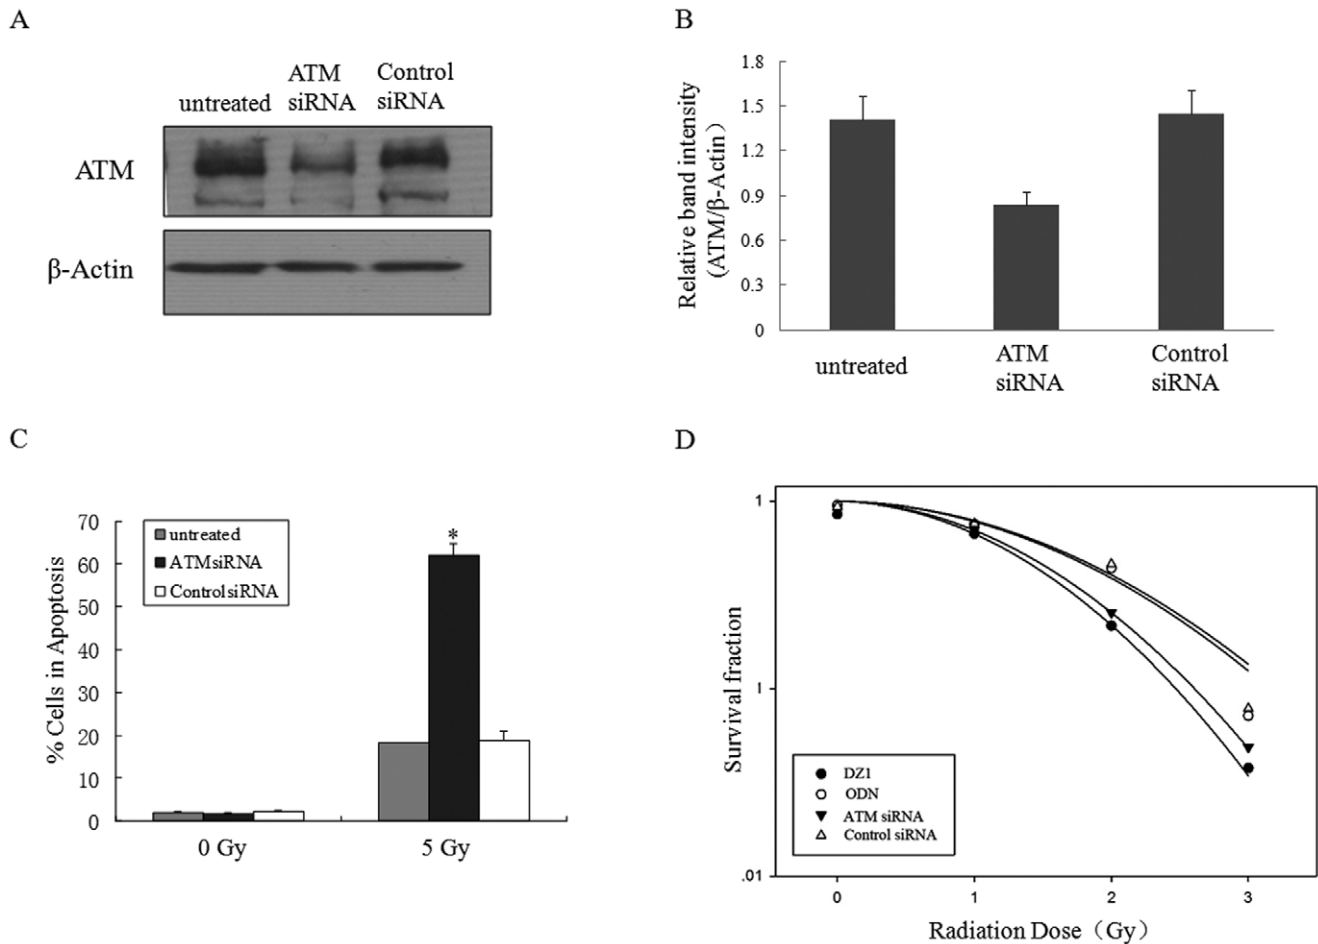 A
ATM
Control
untreated siRNA siRNA
ATM
β-Actin
B
Relative band intensity
(ATM/β-Actin)
1.8
1.5
1.2
0.9
0.6
0.3
0
untreated
ATM
siRNA
Control
siRNA
C
% Cells in Apoptosis
70
60
50
40
30
20
10
0
untreated
ATMsiRNA
ControlsiRNA
*
0 Gy
5 Gy
D
Survival fraction
1
1
.01
DZ1
ODN
ATM siRNA
Control siRNA
0
1
2
3
Radiation Dose (Gy)